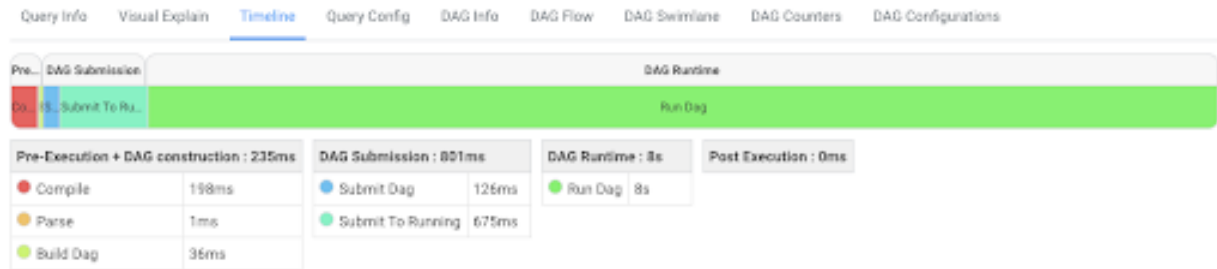 Query Info Visual Explain Timeline Query Config DAG Info DAG Flow DAG Swimlane DAG Counters DAG Configurations
Pre... DAG Submission DAG Runtime
Co... S... Submit To Ru... Run Dag
Pre-Execution + DAG construction : 235ms DAG Submission : 801ms DAG Runtime : 8s Post Execution : 0ms
Compile 198ms Submit Dag 126ms Run Dag 8s
Parse 1ms Submit To Running 675ms
Build Dag 36ms